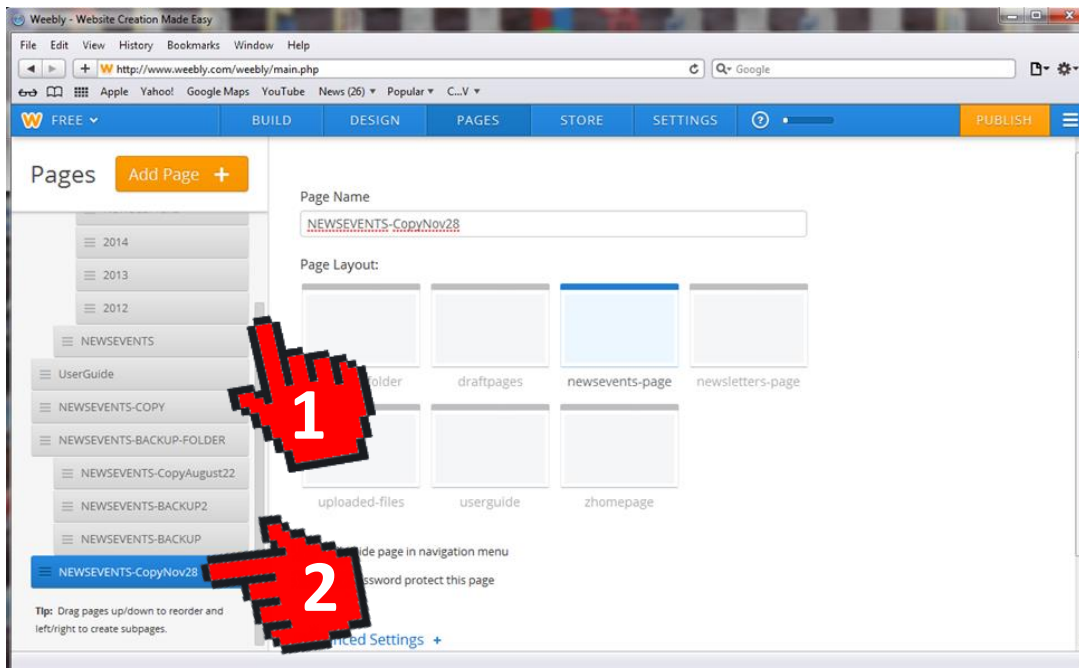 Weebly - Website Creation Made Easy
File Edit View History Bookmarks Window Help
http://www.weebly.com/weebly/main.php
Google
Apple Yahoo! Google Maps YouTube News (26) Popular C...V
W FREE BUILD DESIGN PAGES STORE SETTINGS ? PUBLISH
Pages Add Page +
Page Name
NEWSEVENTS-CopyNov28
Page Layout:
2014
2013
2012
NEWSEVENTS
UserGuide
NEWSEVENTS-COPY
NEWSEVENTS-BACKUP-FOLDER
NEWSEVENTS-CopyAugust22
NEWSEVENTS-BACKUP2
NEWSEVENTS-BACKUP
NEWSEVENTS-CopyNov28
Tip: Drag pages up/down to reorder and
left/right to create subpages.
1
2
folder draftpages newsevents-page newsletters-page
uploaded-files userguide zhomepage
ide page in navigation menu
ssword protect this page
nced Settings +